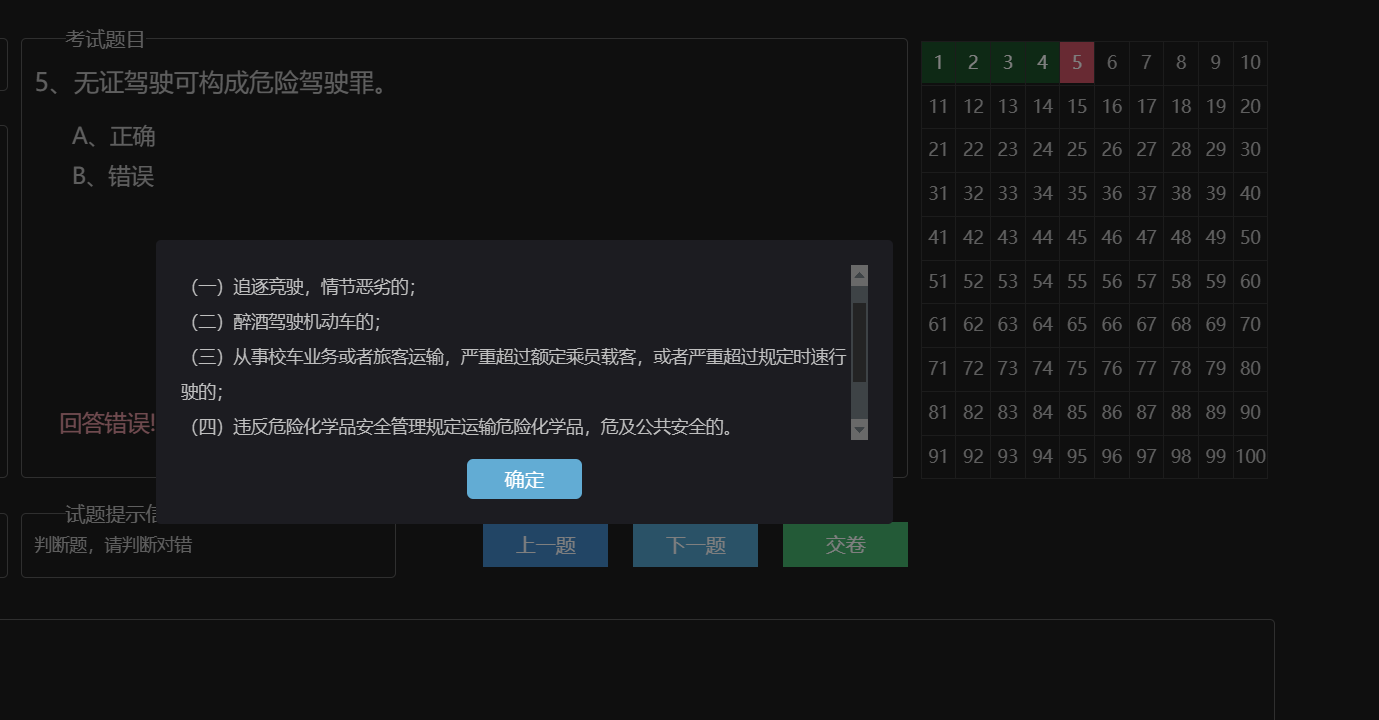 考试题目
5、无证驾驶可构成危险驾驶罪。
A、正确
B、错误
（一）追逐竞驶，情节恶劣的；
（二）醉酒驾驶机动车的；
（三）从事校车业务或者旅客运输，严重超过额定乘员载客，或者严重超过规定时速行
驶的；
（四）违反危险化学品安全管理规定运输危险化学品，危及公共安全的。
确定
回答错误!
试题提示信
判断题，请判断对错
上一题 下一题 交卷
1 2 3 4 5 6 7 8 9 10
11 12 13 14 15 16 17 18 19 20
21 22 23 24 25 26 27 28 29 30
31 32 33 34 35 36 37 38 39 40
41 42 43 44 45 46 47 48 49 50
51 52 53 54 55 56 57 58 59 60
61 62 63 64 65 66 67 68 69 70
71 72 73 74 75 76 77 78 79 80
81 82 83 84 85 86 87 88 89 90
91 92 93 94 95 96 97 98 99 100